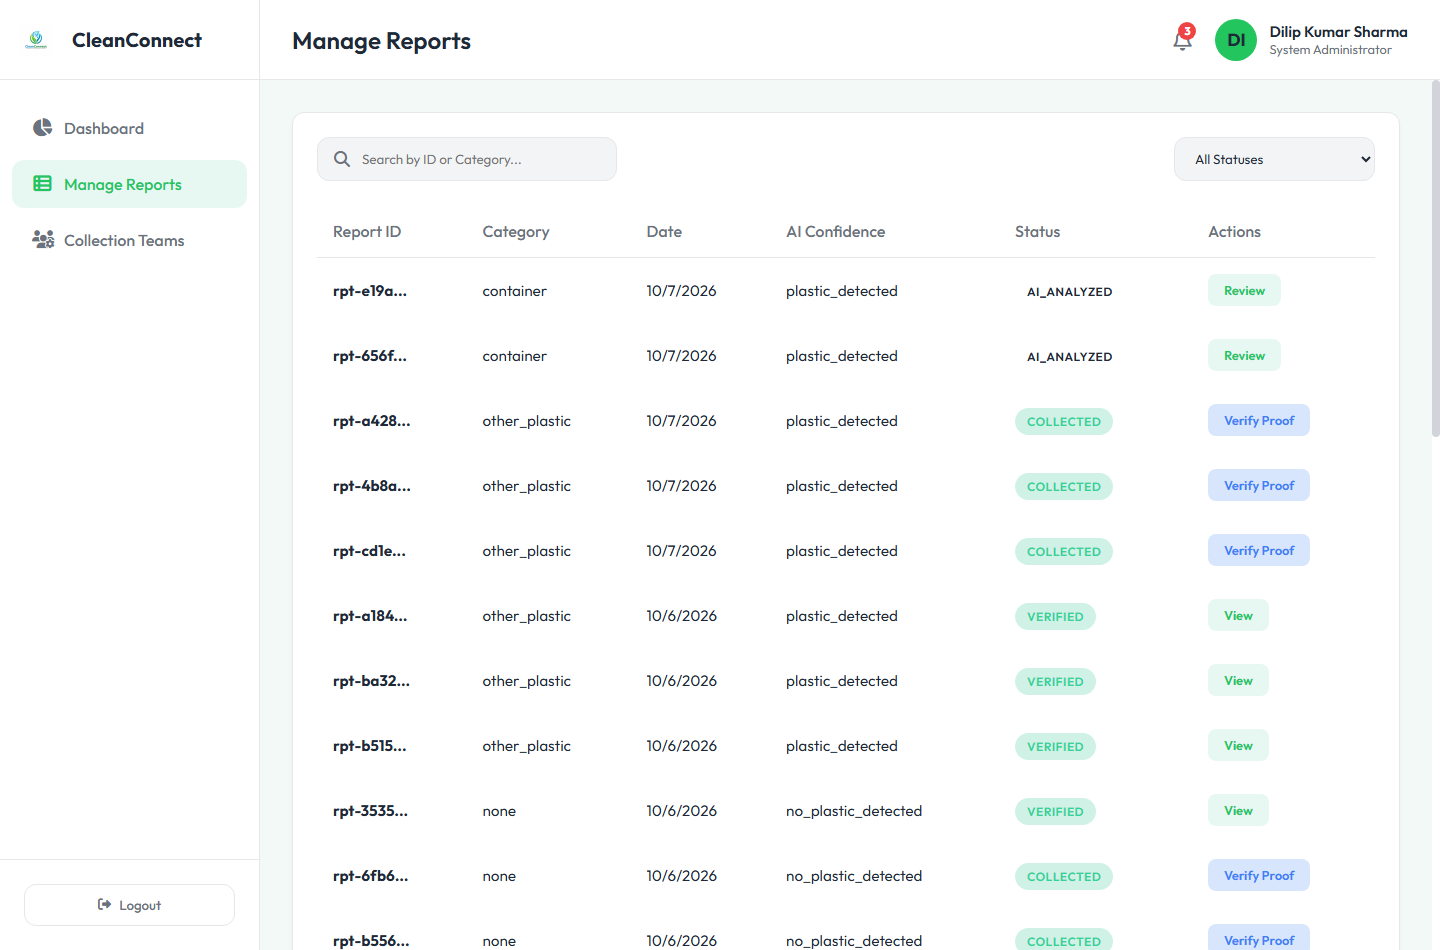 CleanConnect
Manage Reports
3
DI
Dilip Kumar Sharma
System Administrator
Dashboard
Manage Reports
Collection Teams
Logout
Search by ID or Category...
All Statuses
Report ID Category Date AI Confidence Status Actions
rpt-e19a... container 10/7/2026 plastic_detected AI_ANALYZED Review
rpt-656f... container 10/7/2026 plastic_detected AI_ANALYZED Review
rpt-a428... other_plastic 10/7/2026 plastic_detected COLLECTED Verify Proof
rpt-4b8a... other_plastic 10/7/2026 plastic_detected COLLECTED Verify Proof
rpt-cd1e... other_plastic 10/7/2026 plastic_detected COLLECTED Verify Proof
rpt-a184... other_plastic 10/6/2026 plastic_detected VERIFIED View
rpt-ba32... other_plastic 10/6/2026 plastic_detected VERIFIED View
rpt-b515... other_plastic 10/6/2026 plastic_detected VERIFIED View
rpt-3535... none 10/6/2026 no_plastic_detected VERIFIED View
rpt-6fb6... none 10/6/2026 no_plastic_detected COLLECTED Verify Proof
rpt-b556... none 10/6/2026 no_plastic_detected COLLECTED Verify Proof